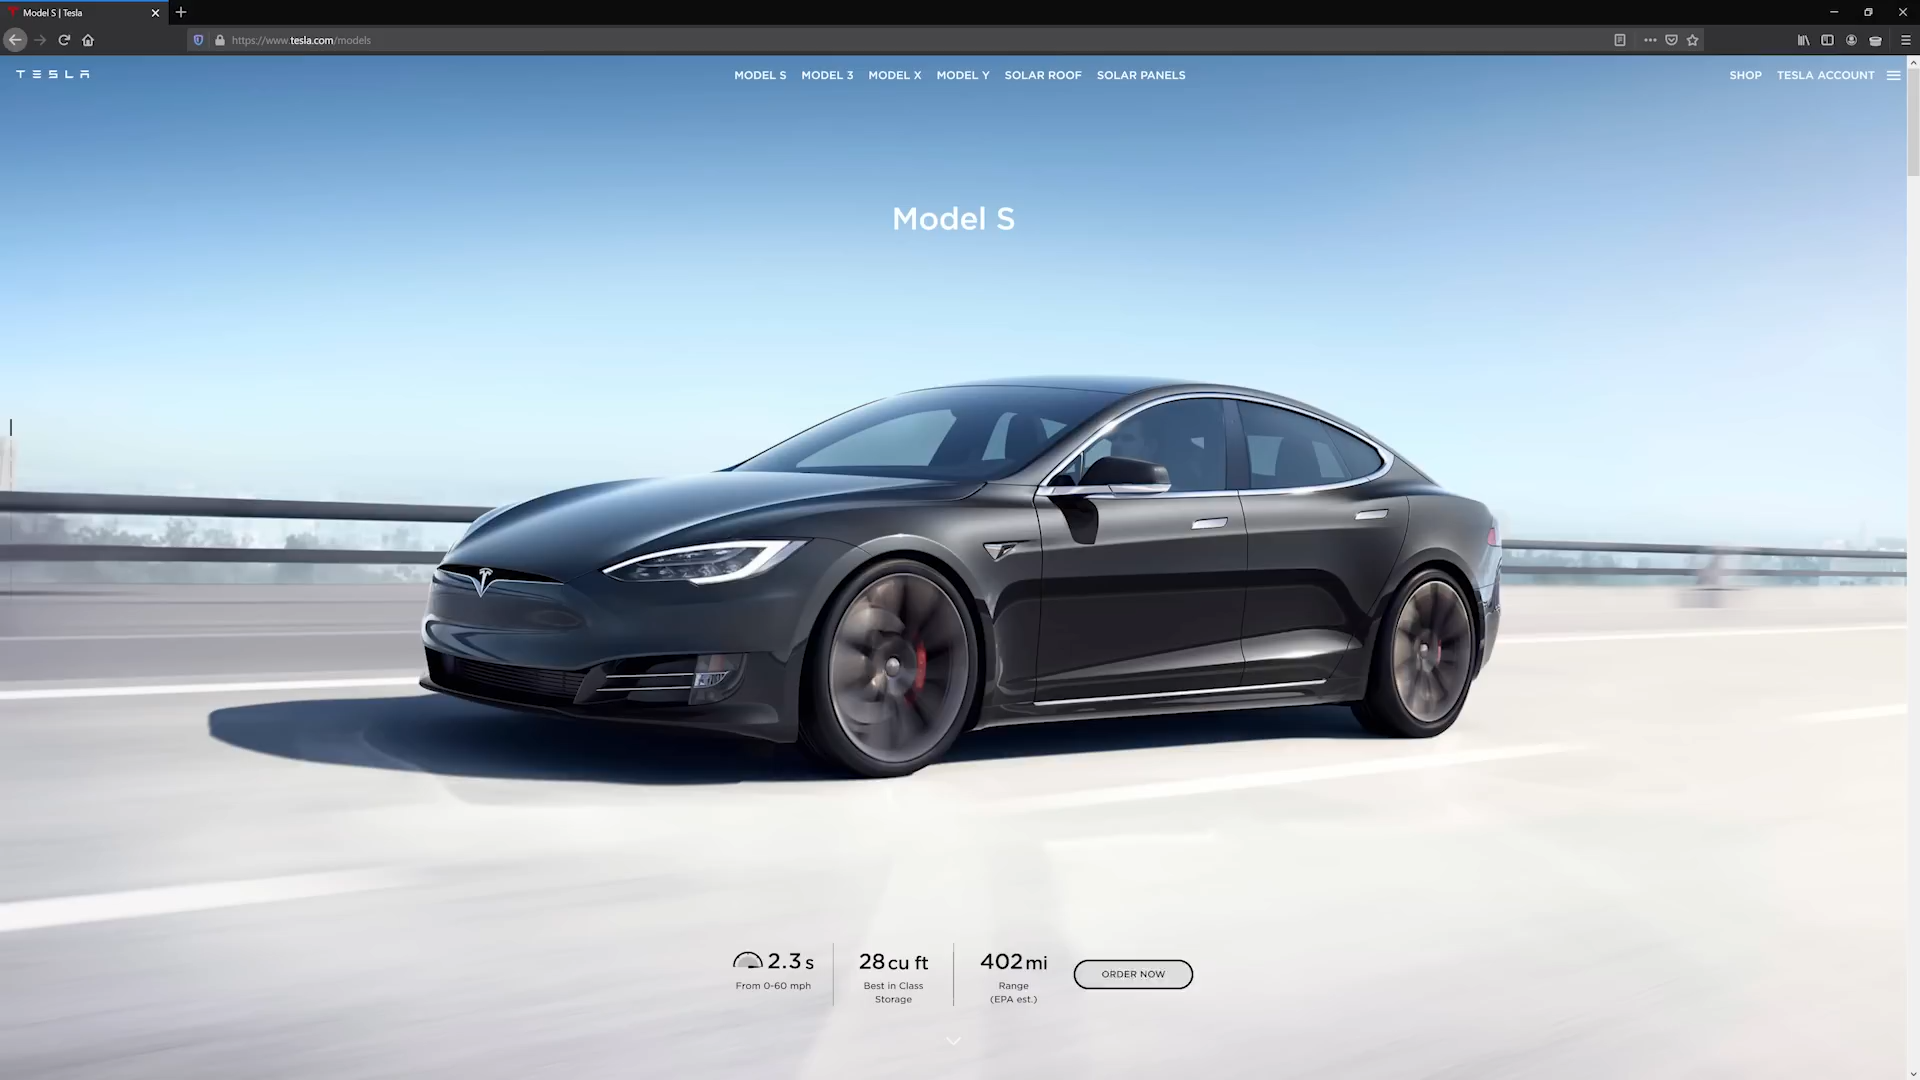 Model S | Tesla
https://www.tesla.com/models
TESLA
MODEL S
MODEL 3
MODEL X
MODEL Y
SOLAR ROOF
SOLAR PANELS
SHOP
TESLA ACCOUNT
Model S
2.3 s
From 0-60 mph
28 cu ft
Best in Class
Storage
402 mi
Range
(EPA est.)
ORDER NOW